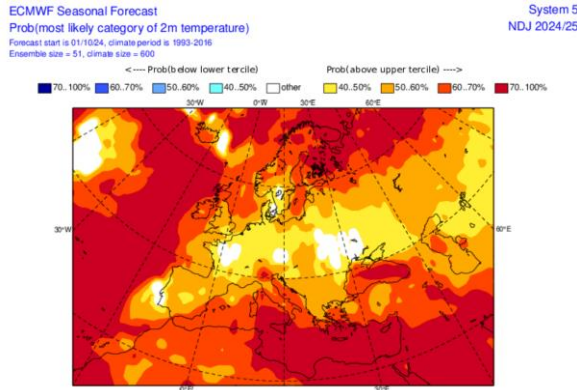 ECMWF Seasonal Forecast
System 5
Prob(most likely category of 2m temperature)
NDJ 2024/25
Forecast start is 01/10/24, climate period is 1993-2016
Ensemble size = 51, climate size = 600
<---- Prob(below lower tercile)
Prob(above upper tercile) ---->
70..100%
60..70%
50..60%
40..50%
other
40..50%
50..60%
60..70%
70..100%
30°W
0°W
30°E
60°E
30°W
60°E